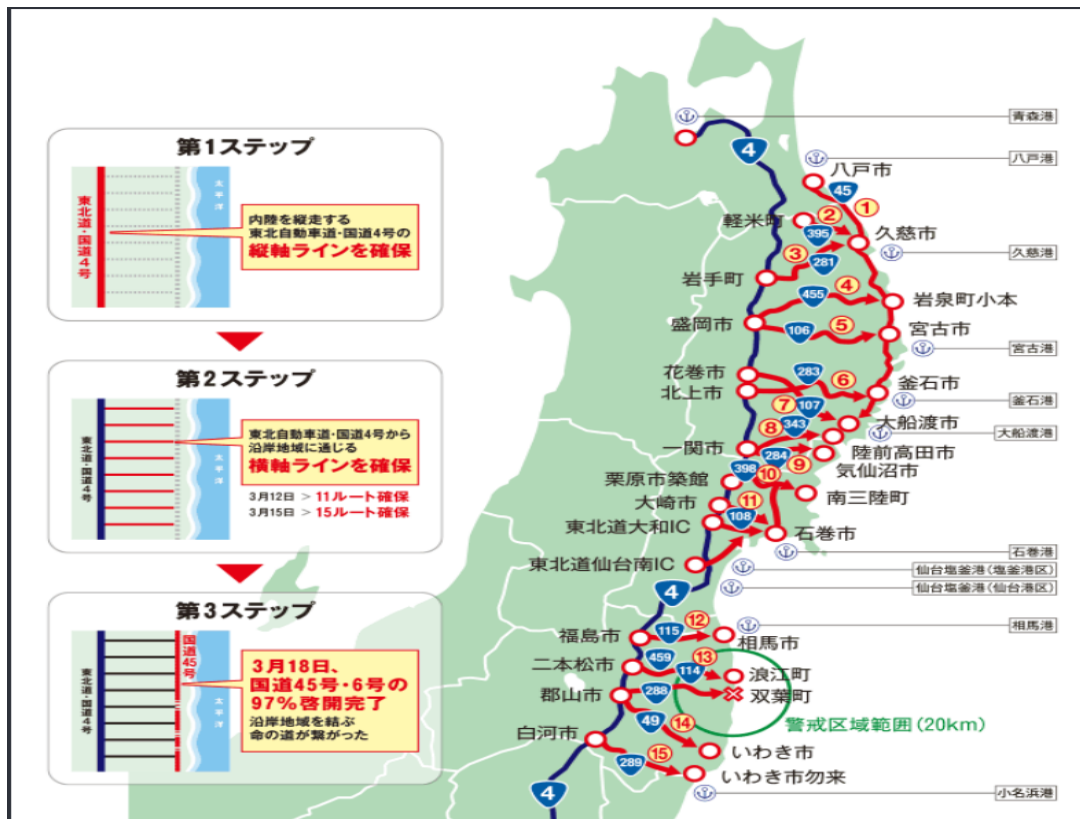 第1ステップ
東北道・国道4号
太平洋
内陸を縦走する
東北自動車道・国道4号の
縦軸ラインを確保
第2ステップ
東北道・国道4号
太平洋
東北自動車道・国道4号から
沿岸地域に通じる
横軸ラインを確保
3月12日 > 11ルート確保
3月15日 > 15ルート確保
第3ステップ
東北道・国道4号
国道45号
太平洋
3月18日、
国道45号・6号の
97%啓開完了
沿岸地域を結ぶ
命の道が繋がった
青森港
4
八戸港
八戸市
45
①
軽米町
②
395
久慈市
久慈港
③
281
岩手町
④
455
岩泉町小本
盛岡市
106
⑤
宮古市
宮古港
花巻市
283
⑥
北上市
釜石市
釜石港
⑦
107
⑧
343
大船渡市
大船渡港
一関市
284
⑨
陸前高田市
気仙沼市
398
⑩
栗原市築館
南三陸町
大崎市
⑪
108
東北道大和IC
石巻市
石巻港
東北道仙台南IC
仙台塩釜港(塩釜港区)
仙台塩釜港(仙台港区)
4
⑫
115
相馬港
福島市
相馬市
459
⑬
二本松市
114
浪江町
郡山市
288
双葉町
49
⑭
警戒区域範囲(20km)
白河市
いわき市
289
⑮
いわき市勿来
4
小名浜港